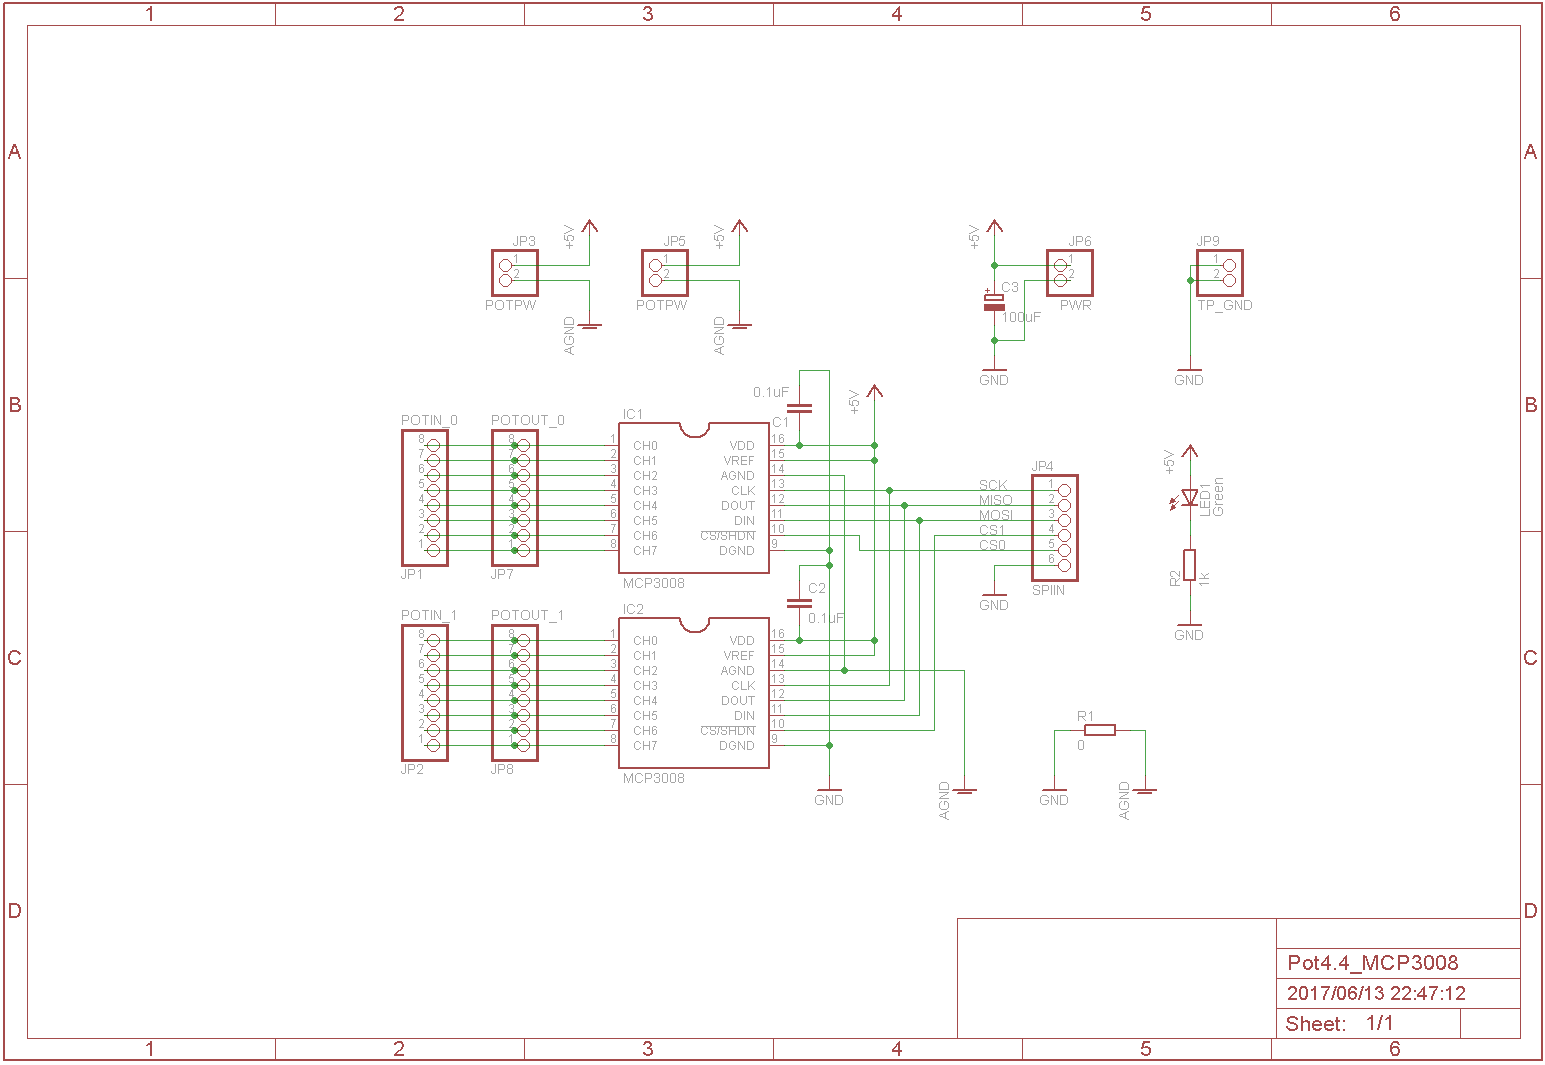 1 2 3 4 5 6
A A
JP3 JP5 JP6 JP9
+5V +5V +5V
1 1 1 1
2 2 2 2
C3
POTPW POTPW PWR TP_GND
100uF
AGND AGND
GND GND
0.1uF +5V
B B
POTIN_0 POTOUT_0 IC1 C1
8 8 1 CH0 VDD 16
7 7 2 CH1 VREF 15
6 6 3 CH2 AGND 14
5 5 4 CH3 CLK 13
4 4 5 CH4 DOUT 12
3 3 6 CH5 DIN 11
2 2 7 CH6 CS/SHDN 10
1 1 8 CH7 DGND 9
JP1 JP7 MCP3008
JP4
SCK 1
MISO 2
MOSI 3
CS1 4
CS0 5
6
SPIIN
GND
+5V
LED1
Green
R2
1k
GND
C2
0.1uF
POTIN_1 POTOUT_1 IC2
8 8 1 CH0 VDD 16
7 7 2 CH1 VREF 15
6 6 3 CH2 AGND 14
5 5 4 CH3 CLK 13
4 4 5 CH4 DOUT 12
3 3 6 CH5 DIN 11
2 2 7 CH6 CS/SHDN 10
1 1 8 CH7 DGND 9
JP2 JP8 MCP3008
C C
R1
0
GND AGND GND AGND
D D
Pot4.4_MCP3008
2017/06/13 22:47:12
Sheet: 1/1
1 2 3 4 5 6